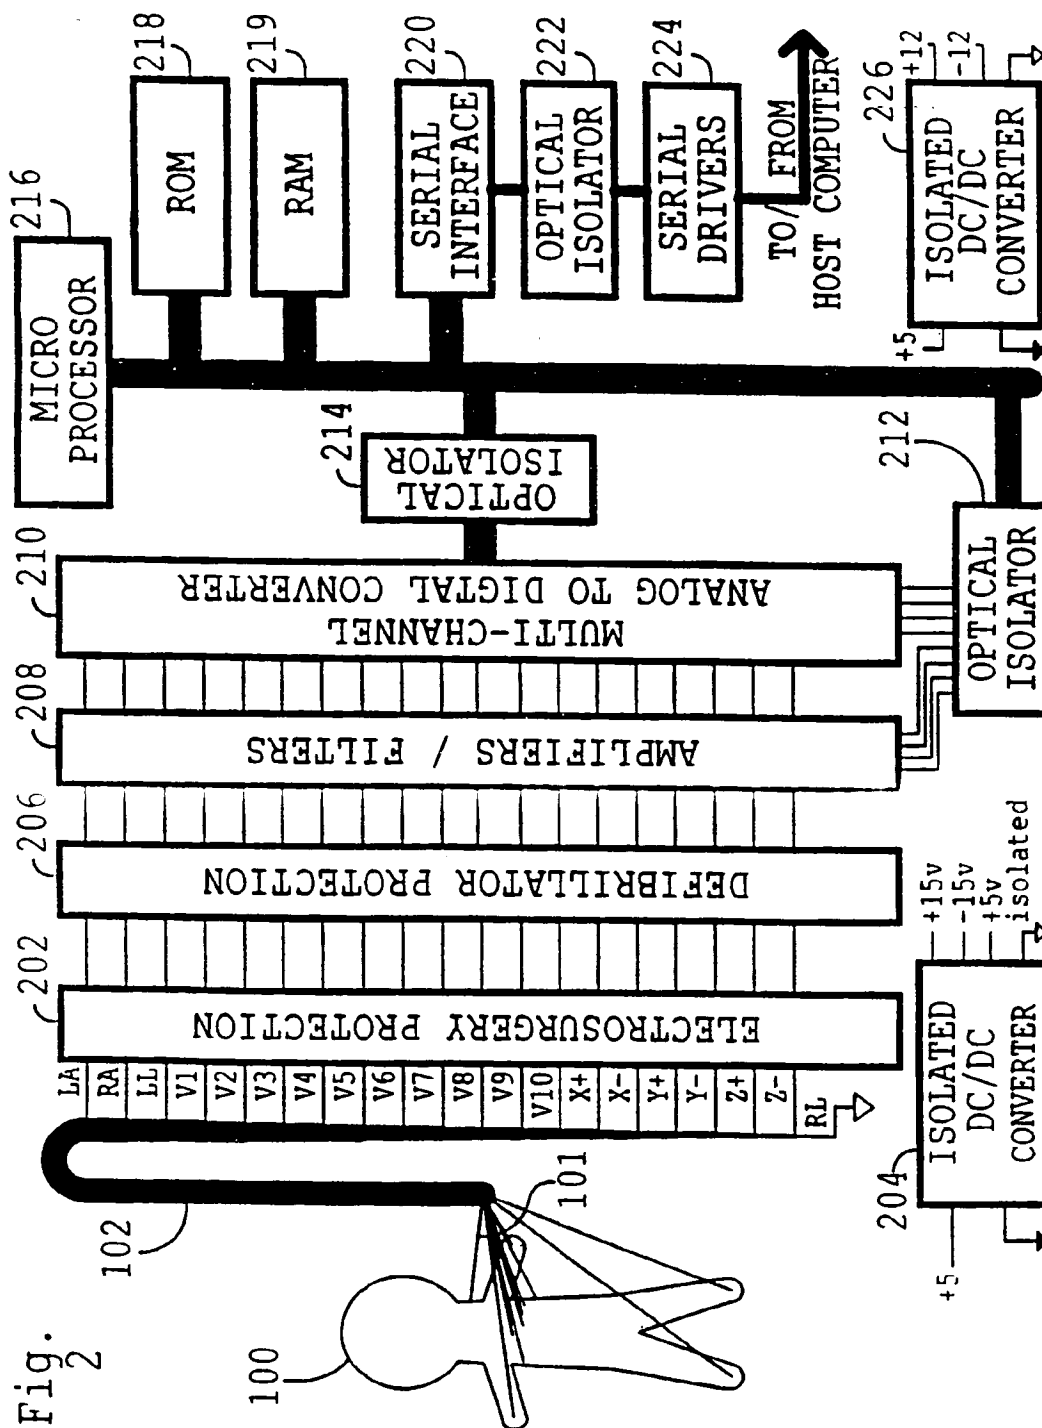 Fig.
2
100
102
101
LA
RA
LL
V1
V2
V3
V4
V5
V6
V7
V8
V9
V10
X+
X-
Y+
Y-
Z+
Z-
RL
202
ELECTROSURGERY PROTECTION
206
DEFIBRILLATOR PROTECTION
208
AMPLIFIERS / FILTERS
210
MULTI-CHANNEL
ANALOG TO DIGTAL CONVERTER
214
OPTICAL
ISOLATOR
212
OPTICAL
ISOLATOR
216
MICRO
PROCESSOR
218
ROM
219
RAM
220
SERIAL
INTERFACE
222
OPTICAL
ISOLATOR
224
SERIAL
DRIVERS
TO/ FROM
HOST COMPUTER
204
+5
ISOLATED
DC/DC
CONVERTER
+15v
-15v
+5v
isolated
226
+5
ISOLATED
DC/DC
CONVERTER
+12
-12